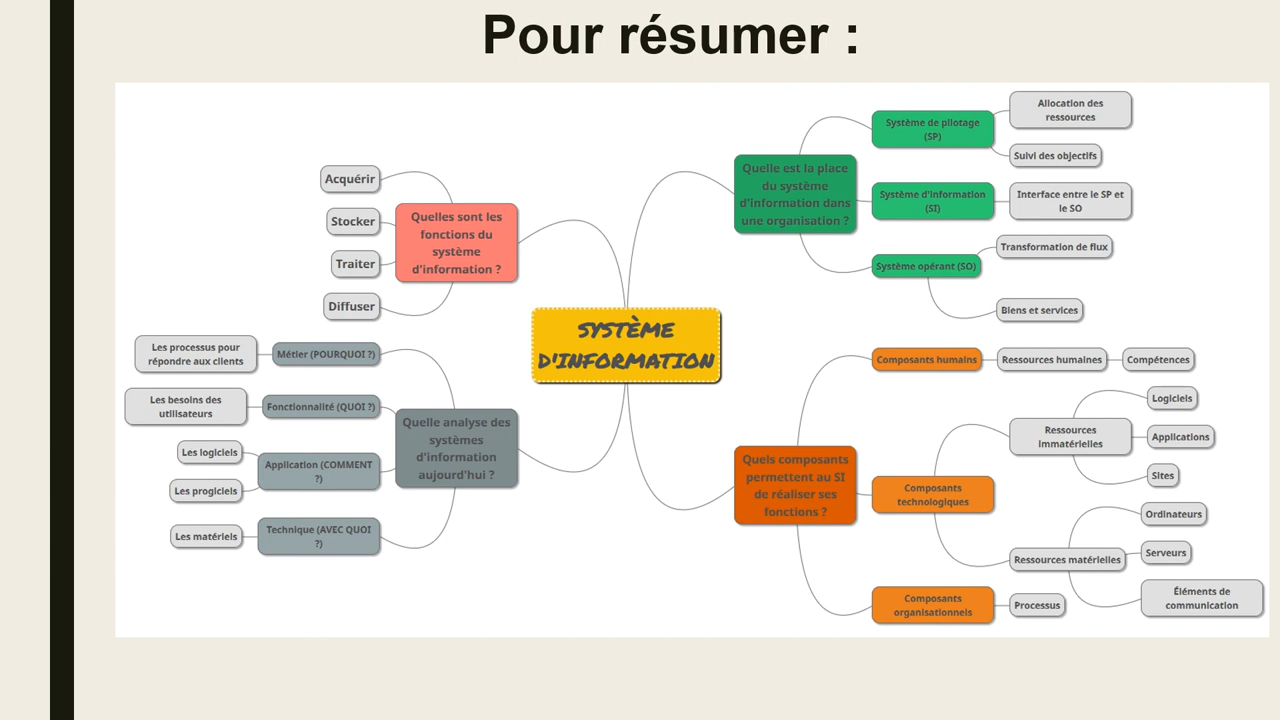 Pour résumer :
SYSTÈME
D'INFORMATION
Quelles sont les
fonctions du
système
d'information ?
Acquérir
Stocker
Traiter
Diffuser
Quelle analyse des
systèmes
d'information
aujourd'hui ?
Métier (POURQUOI ?)
Les processus pour
répondre aux clients
Fonctionnalité (QUOI ?)
Les besoins des
utilisateurs
Application (COMMENT
?)
Les logiciels
Les progiciels
Technique (AVEC QUOI
?)
Les matériels
Quelle est la place
du système
d'information dans
une organisation ?
Système de pilotage
(SP)
Allocation des
ressources
Suivi des objectifs
Système d'information
(SI)
Interface entre le SP et
le SO
Système opérant (SO)
Transformation de flux
Biens et services
Quels composants
permettent au SI
de réaliser ses
fonctions ?
Composants humains
Ressources humaines
Compétences
Composants
technologiques
Ressources
immatérielles
Logiciels
Applications
Sites
Ressources matérielles
Ordinateurs
Serveurs
Éléments de
communication
Composants
organisationnels
Processus